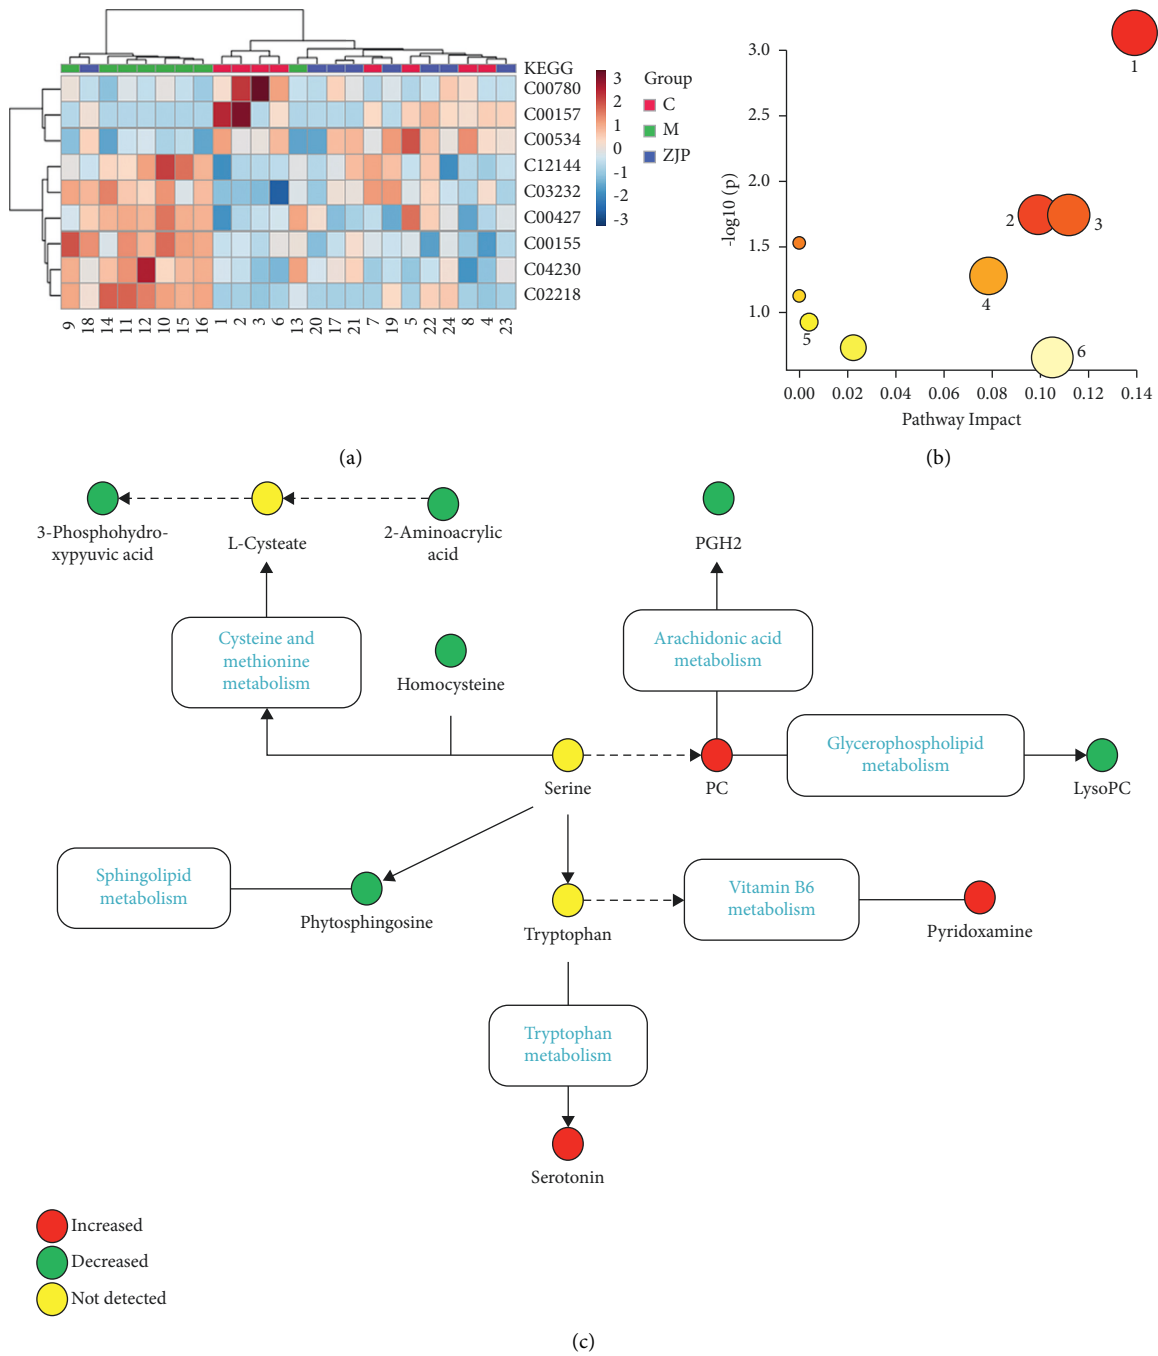 KEGG
C00780
C00157
C00534
C12144
C03232
C00427
C00155
C04230
C02218
9 18 14 11 12 10 15 16 1 2 3 6 13 20 17 21 7 19 5 22 24 8 4 23
3
2
1
0
-1
-2
-3
Group
C
M
ZJP
(a)
-log10 (p)
3.0
2.5
2.0
1.5
1.0
1
2
3
4
5
6
0.00 0.02 0.04 0.06 0.08 0.10 0.12 0.14
Pathway Impact
(b)
3-Phosphohydro-
xypyuvic acid
L-Cysteate
2-Aminoacrylic
acid
PGH2
Cysteine and
methionine
metabolism
Homocysteine
Arachidonic acid
metabolism
Serine
PC
Glycerophospholipid
metabolism
LysoPC
Sphingolipid
metabolism
Phytosphingosine
Tryptophan
Vitamin B6
metabolism
Pyridoxamine
Tryptophan
metabolism
Serotonin
Increased
Decreased
Not detected
(c)